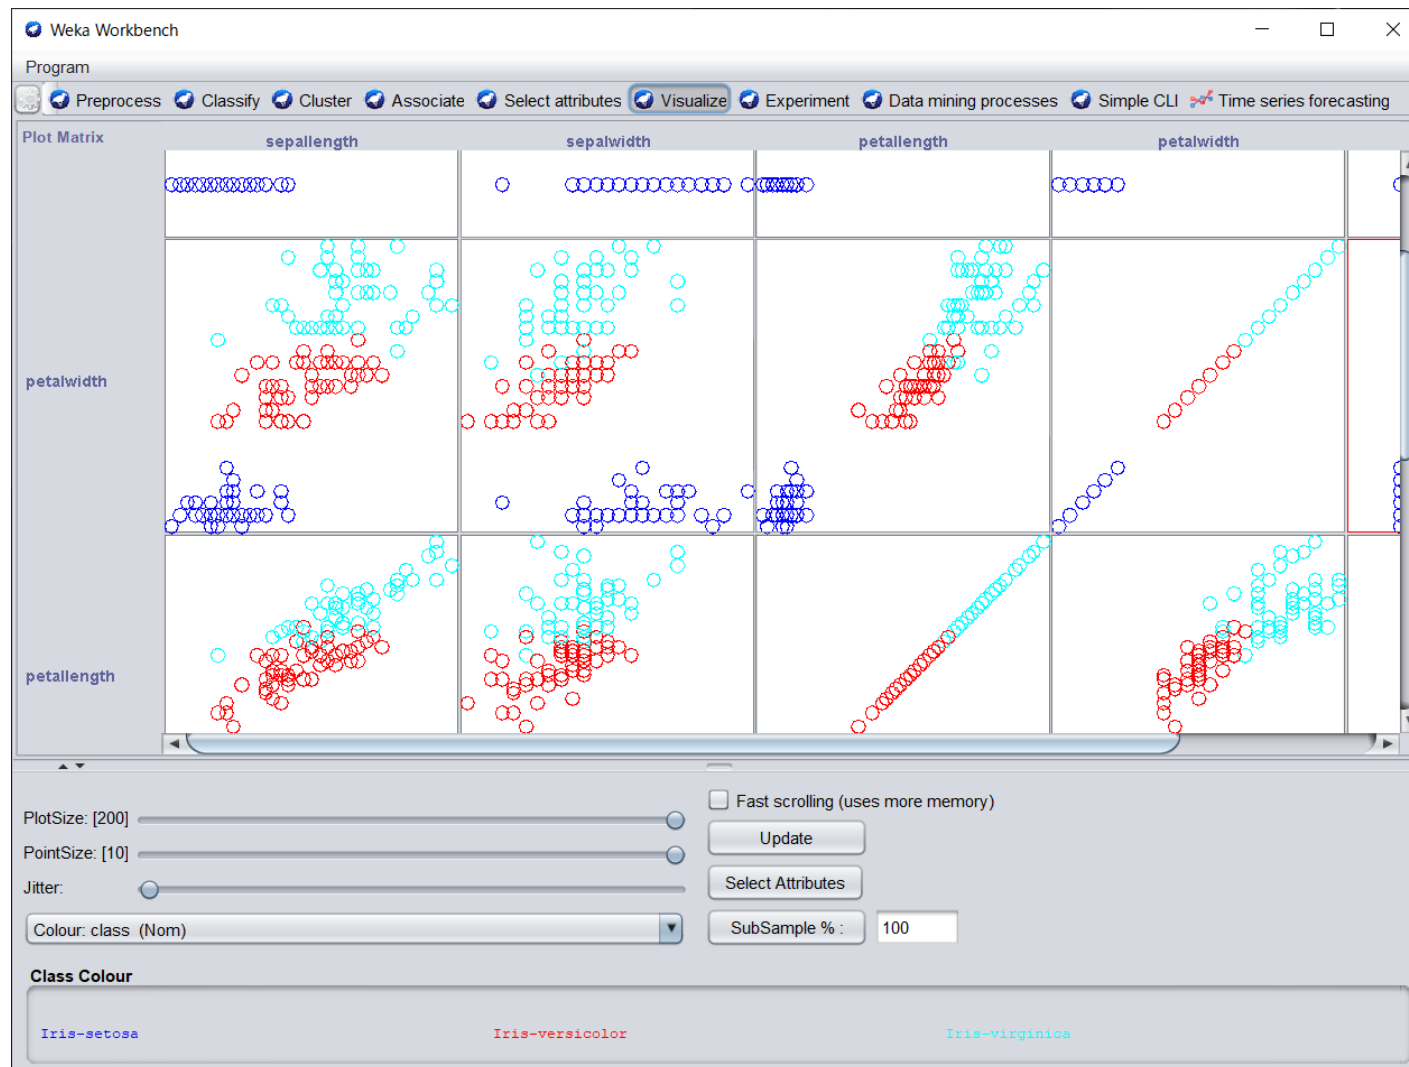 Weka Workbench
Program
Preprocess Classify Cluster Associate Select attributes Visualize Experiment Data mining processes Simple CLI Time series forecasting
Plot Matrix sepallength sepalwidth petallength petalwidth
petalwidth
petallength
Fast scrolling (uses more memory)
PlotSize: [200]
Update
PointSize: [10]
Select Attributes
Jitter:
Colour: class (Nom)
SubSample % : 100
Class Colour
Iris-setosa Iris-versicolor Iris-virginica